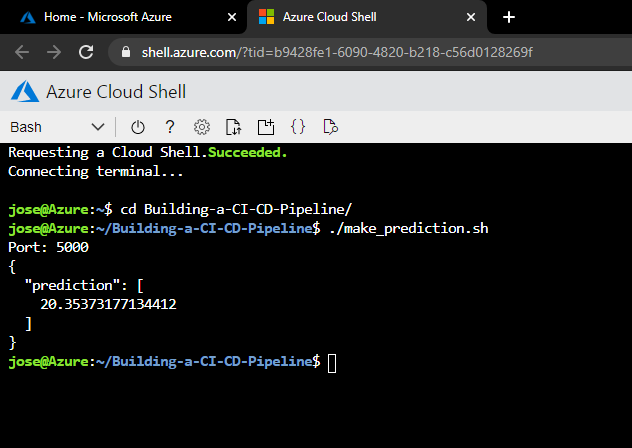 Home - Microsoft Azure
Azure Cloud Shell
shell.azure.com/?tid=b9428fe1-6090-4820-b218-c56d0128269f
Azure Cloud Shell
Bash
Requesting a Cloud Shell.Succeeded.
Connecting terminal...
jose@Azure:~$ cd Building-a-CI-CD-Pipeline/
jose@Azure:~/Building-a-CI-CD-Pipeline$ ./make_prediction.sh
Port: 5000
{
  "prediction": [
    20.35373177134412
  ]
}
jose@Azure:~/Building-a-CI-CD-Pipeline$